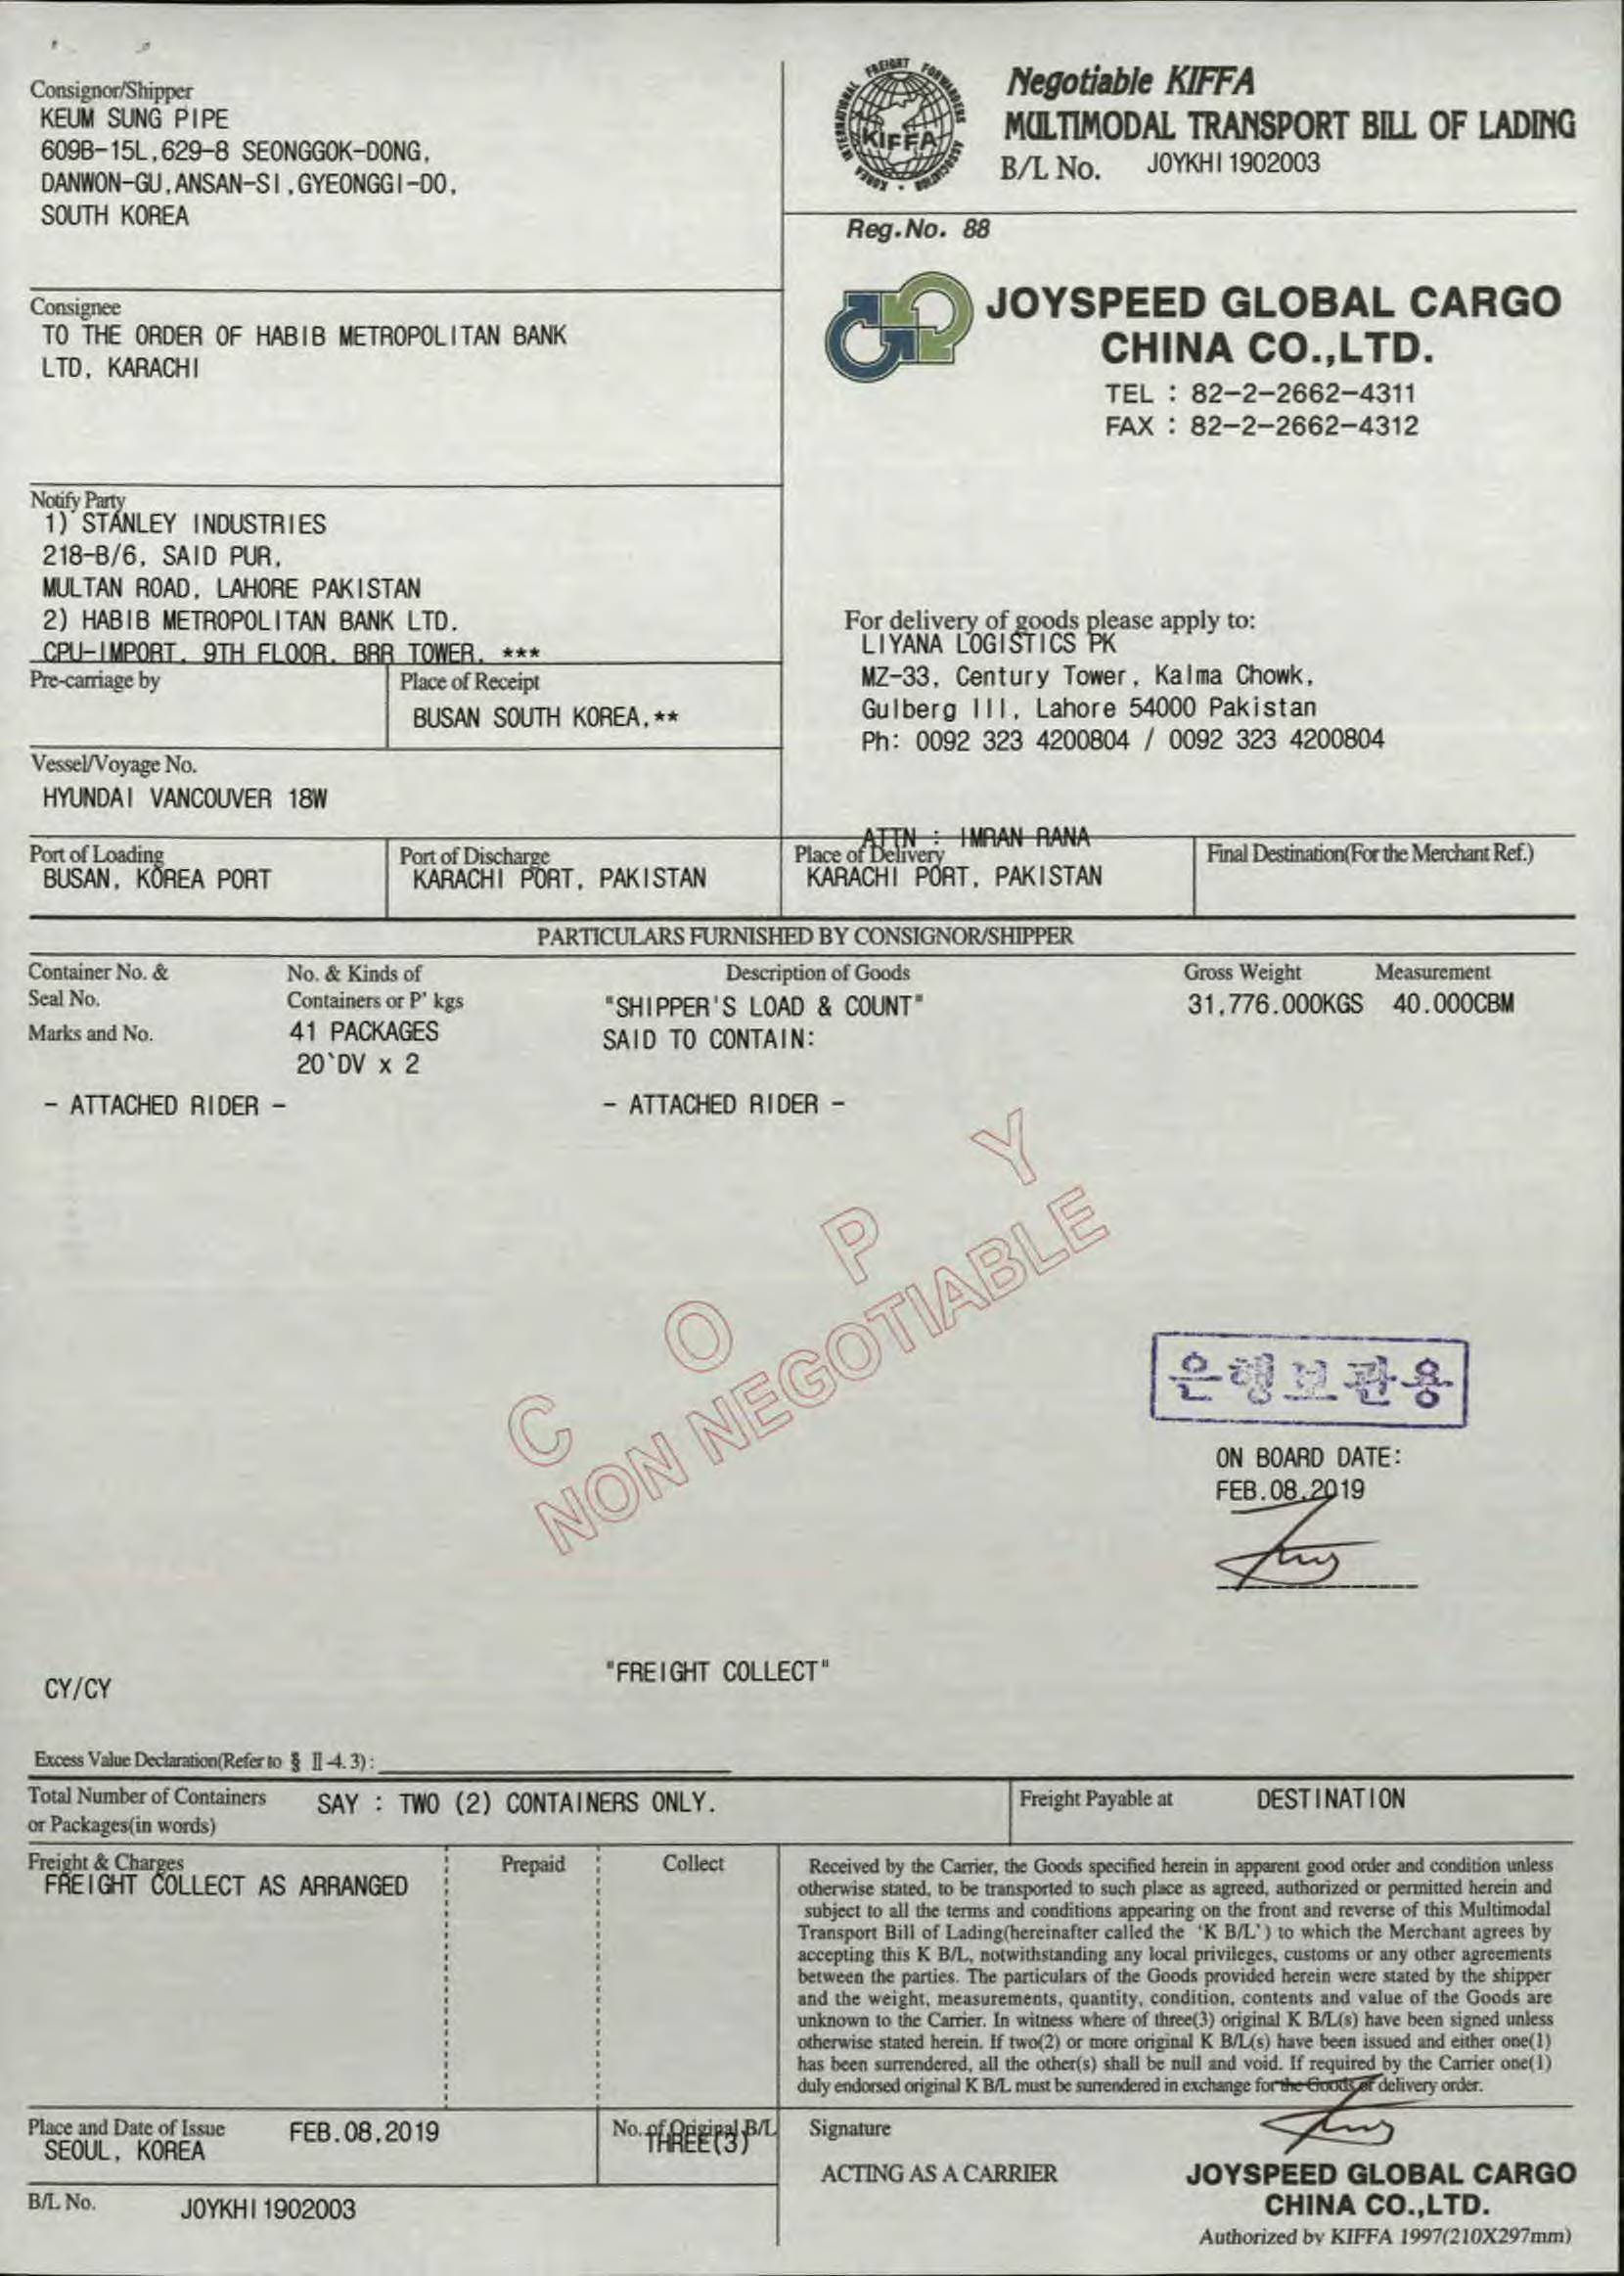 Consignor/Shipper
KEUM SUNG PIPE
609B-15L,629-8 SEONGGOK-DONG,
DANWON-GU,ANSAN-SI,GYEONGGI-DO,
SOUTH KOREA
KOREA INTERNATIONAL FREIGHT FORWARDERS ASSOCIATION
KIFFA
Negotiable KIFFA
MULTIMODAL TRANSPORT BILL OF LADING
B/L No. JOYKHI1902003
Reg.No. 88
JOYSPEED GLOBAL CARGO
CHINA CO.,LTD.
TEL : 82-2-2662-4311
FAX : 82-2-2662-4312
Consignee
TO THE ORDER OF HABIB METROPOLITAN BANK
LTD, KARACHI
Notify Party
1) STANLEY INDUSTRIES
218-B/6, SAID PUR,
MULTAN ROAD, LAHORE PAKISTAN
2) HABIB METROPOLITAN BANK LTD.
CPU-IMPORT, 9TH FLOOR, BRR TOWER, ***
For delivery of goods please apply to:
LIYANA LOGISTICS PK
MZ-33, Century Tower, Kalma Chowk,
Gulberg III, Lahore 54000 Pakistan
Ph: 0092 323 4200804 / 0092 323 4200804
ATTN : IMRAN RANA
Pre-carriage by
Place of Receipt
BUSAN SOUTH KOREA,**
Vessel/Voyage No.
HYUNDAI VANCOUVER 18W
Port of Loading
BUSAN, KOREA PORT
Port of Discharge
KARACHI PORT, PAKISTAN
Place of Delivery
KARACHI PORT, PAKISTAN
Final Destination(For the Merchant Ref.)
PARTICULARS FURNISHED BY CONSIGNOR/SHIPPER
Container No. &
Seal No.
Marks and No.
No. & Kinds of
Containers or P' kgs
Description of Goods
Gross Weight
Measurement
41 PACKAGES
20`DV x 2
"SHIPPER'S LOAD & COUNT"
SAID TO CONTAIN:
31,776.000KGS 40.000CBM
- ATTACHED RIDER -
- ATTACHED RIDER -
COPY
NON NEGOTIABLE
은행보관용
ON BOARD DATE:
FEB.08,2019
"FREIGHT COLLECT"
CY/CY
Excess Value Declaration(Refer to § Ⅱ-4.3) :
Total Number of Containers
or Packages(in words)
SAY : TWO (2) CONTAINERS ONLY.
Freight Payable at
DESTINATION
Freight & Charges
FREIGHT COLLECT AS ARRANGED
Prepaid
Collect
Received by the Carrier, the Goods specified herein in apparent good order and condition unless
otherwise stated, to be transported to such place as agreed, authorized or permitted herein and
subject to all the terms and conditions appearing on the front and reverse of this Multimodal
Transport Bill of Lading(hereinafter called the 'K B/L') to which the Merchant agrees by
accepting this K B/L, notwithstanding any local privileges, customs or any other agreements
between the parties. The particulars of the Goods provided herein were stated by the shipper
and the weight, measurements, quantity, condition, contents and value of the Goods are
unknown to the Carrier. In witness where of three(3) original K B/L(s) have been signed unless
otherwise stated herein. If two(2) or more original K B/L(s) have been issued and either one(1)
has been surrendered, all the other(s) shall be null and void. If required by the Carrier one(1)
duly endorsed original K B/L must be surrendered in exchange for the Goods or delivery order.
Place and Date of Issue
SEOUL, KOREA
FEB.08,2019
No. of Original B/L
THREE(3)
Signature
ACTING AS A CARRIER
B/L No. JOYKHI1902003
JOYSPEED GLOBAL CARGO
CHINA CO.,LTD.
Authorized by KIFFA 1997(210X297mm)